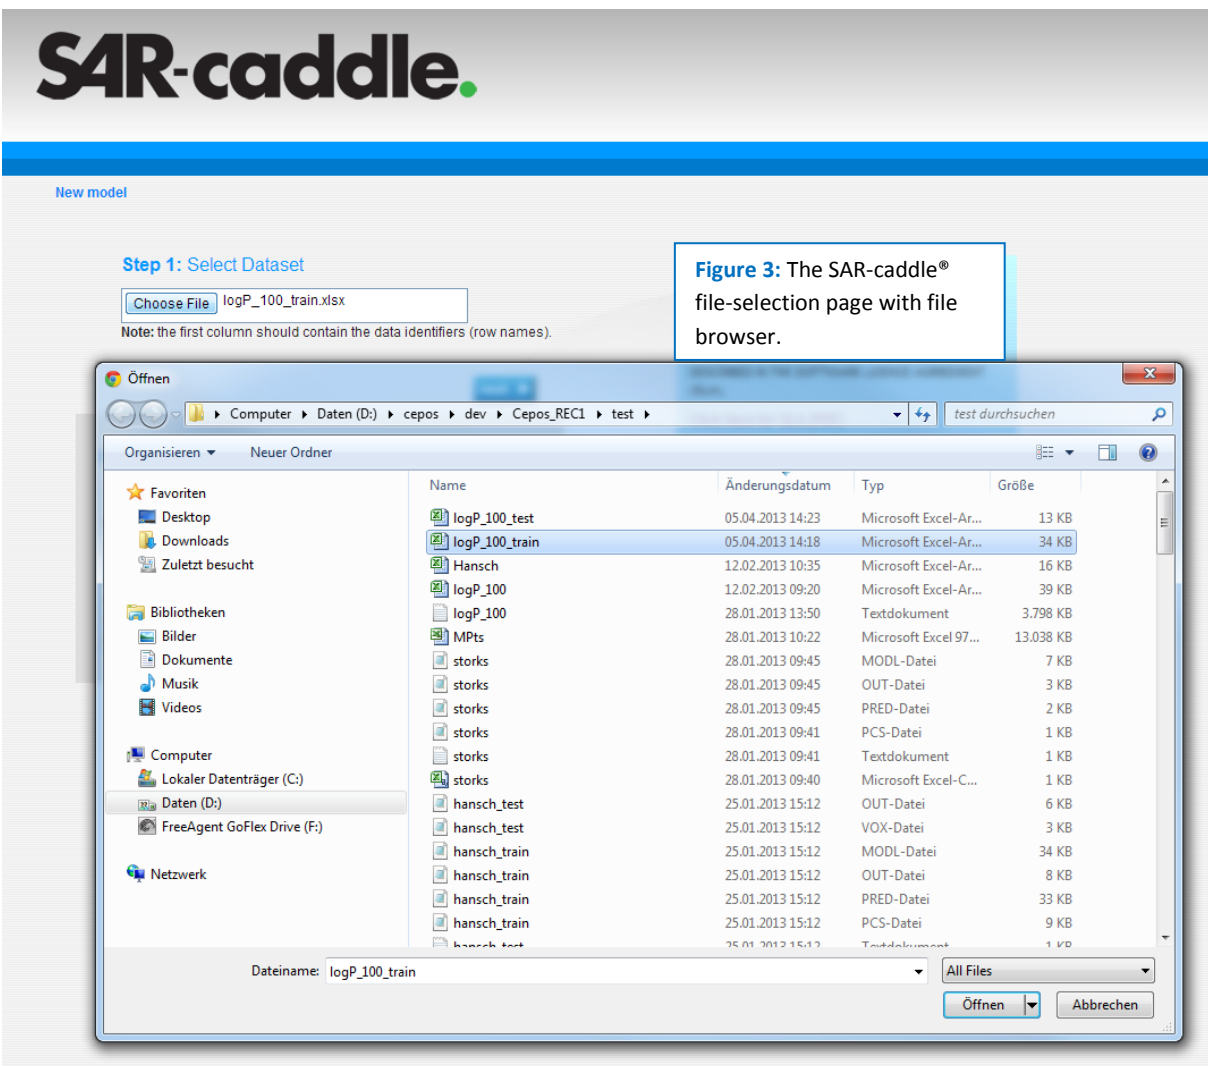 SAR-caddle.
New model
Step 1: Select Dataset
Choose File logP_100_train.xlsx
Note: the first column should contain the data identifiers (row names).
Figure 3: The SAR-caddle®
file-selection page with file
browser.
Öffnen
Computer Daten (D:) cepos dev Cepos_REC1 test
test durchsuchen
Organisieren Neuer Ordner
Favoriten
Desktop
Downloads
Zuletzt besucht
Bibliotheken
Bilder
Dokumente
Musik
Videos
Computer
Lokaler Datenträger (C:)
Daten (D:)
FreeAgent GoFlex Drive (F:)
Netzwerk
Name Änderungsdatum Typ Größe
logP_100_test 05.04.2013 14:23 Microsoft Excel-Ar... 13 KB
logP_100_train 05.04.2013 14:18 Microsoft Excel-Ar... 34 KB
Hansch 12.02.2013 10:35 Microsoft Excel-Ar... 16 KB
logP_100 12.02.2013 09:20 Microsoft Excel-Ar... 39 KB
logP_100 28.01.2013 13:50 Textdokument 3.798 KB
MPts 28.01.2013 10:22 Microsoft Excel 97... 13.038 KB
storks 28.01.2013 09:45 MODL-Datei 7 KB
storks 28.01.2013 09:45 OUT-Datei 3 KB
storks 28.01.2013 09:45 PRED-Datei 2 KB
storks 28.01.2013 09:41 PCS-Datei 1 KB
storks 28.01.2013 09:41 Textdokument 1 KB
storks 28.01.2013 09:40 Microsoft Excel-C... 1 KB
hansch_test 25.01.2013 15:12 OUT-Datei 6 KB
hansch_test 25.01.2013 15:12 VOX-Datei 3 KB
hansch_train 25.01.2013 15:12 MODL-Datei 34 KB
hansch_train 25.01.2013 15:12 OUT-Datei 8 KB
hansch_train 25.01.2013 15:12 PRED-Datei 33 KB
hansch_train 25.01.2013 15:12 PCS-Datei 9 KB
hansch_test 25.01.2013 15:12 Textdokument 1 KB
Dateiname: logP_100_train All Files
Öffnen Abbrechen